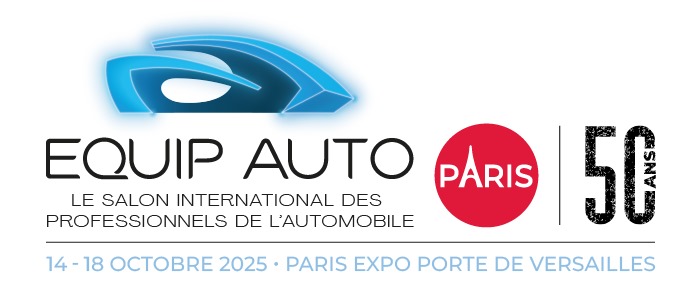 EQUIP AUTO
LE SALON INTERNATIONAL DES
PROFESSIONNELS DE L'AUTOMOBILE
PARIS
50 ANS
14 - 18 OCTOBRE 2025 • PARIS EXPO PORTE DE VERSAILLES